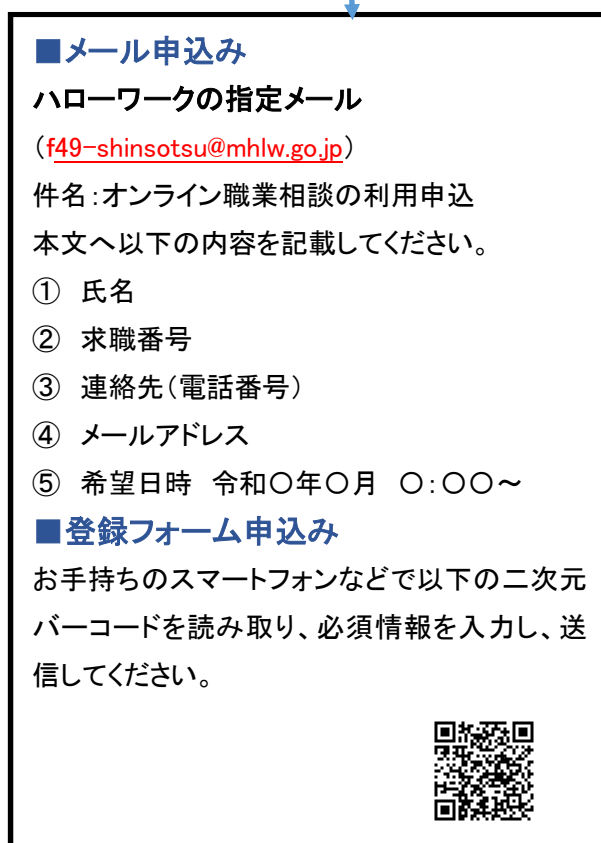 ■メール申込み
ハローワークの指定メール
（f49-shinsotsu@mhlw.go.jp）
件名：オンライン職業相談の利用申込
本文へ以下の内容を記載してください。
①　氏名
②　求職番号
③　連絡先（電話番号）
④　メールアドレス
⑤　希望日時　令和〇年〇月　〇：〇〇～
■登録フォーム申込み
お手持ちのスマートフォンなどで以下の二次元
バーコードを読み取り、必須情報を入力し、送
信してください。